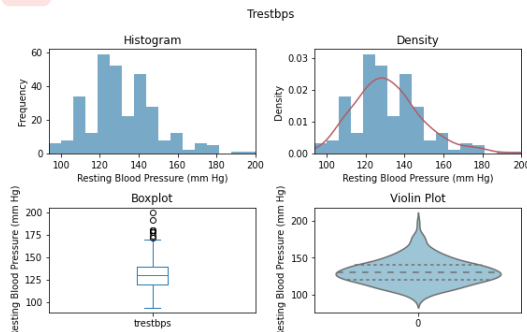 Trestbps
Histogram
Frequency
60
40
20
0
100 120 140 160 180 200
Resting Blood Pressure (mm Hg)
Density
Density
0.03
0.02
0.01
0.00
100 120 140 160 180 200
Resting Blood Pressure (mm Hg)
Boxplot
Resting Blood Pressure (mm Hg)
200
175
150
125
100
trestbps
Violin Plot
Resting Blood Pressure (mm Hg)
200
150
100
0